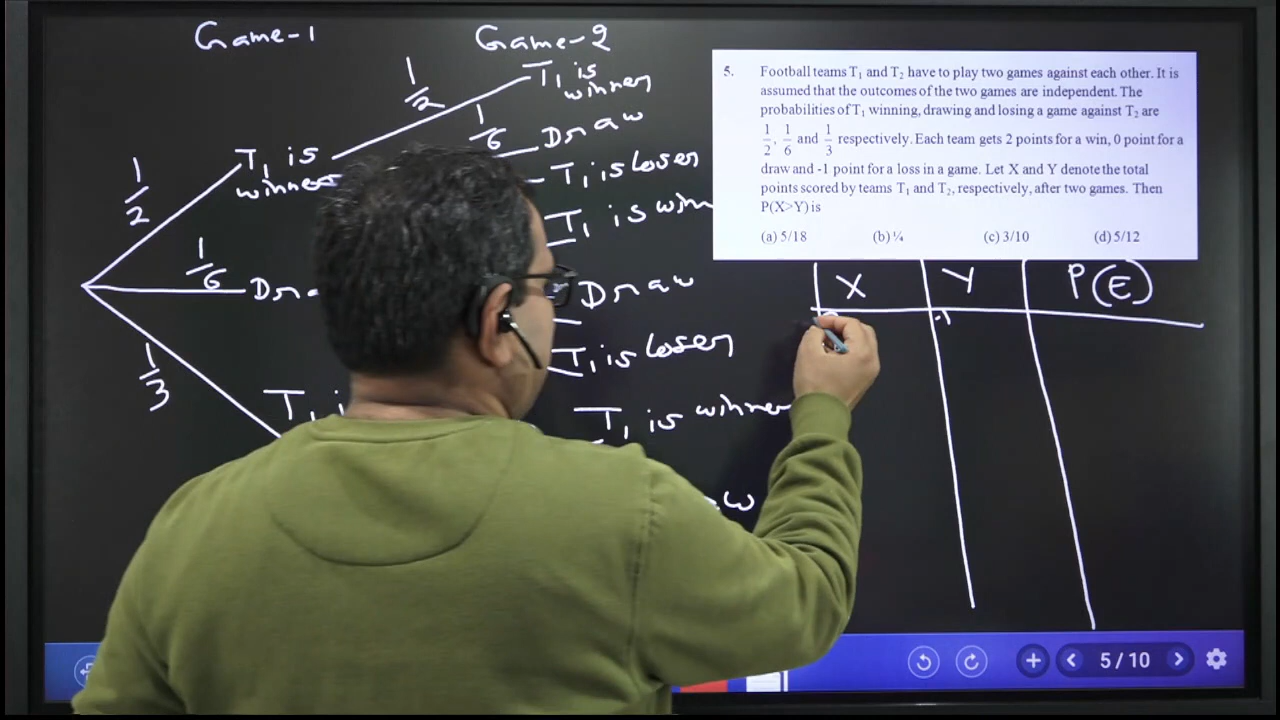 Game-1
Game-2
1/2
T₁ is
winner
1/6
Draw
T₁ is loser
1/2
T₁ is
winner
T₁ is
1/6
Draw
T₁ is loser
1/3
T₁
T₁ is winner
5. Football teams T₁ and T₂ have to play two games against each other. It is
assumed that the outcomes of the two games are independent. The
probabilities of T₁ winning, drawing and losing a game against T₂ are
1/2, 1/6 and 1/3 respectively. Each team gets 2 points for a win, 0 point for a
draw and -1 point for a loss in a game. Let X and Y denote the total
points scored by teams T₁ and T₂, respectively, after two games. Then
P(X>Y) is
(a) 5/18 (b) ¼ (c) 3/10 (d) 5/12
X Y P(E)
5 / 10